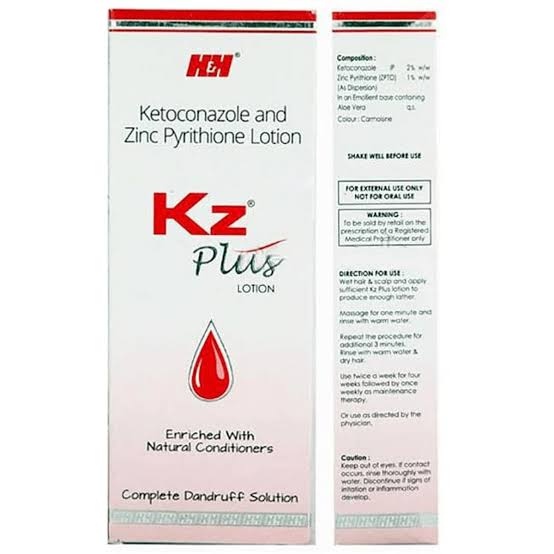 H&H®
Ketoconazole and
Zinc Pyrithione Lotion
Kz®
Plus
LOTION
Enriched With
Natural Conditioners
Complete Dandruff Solution
H&H H&H H&H H&H H&H H&H
Composition :
Ketoconazole IP 2% w/w
Zinc Pyrithione (ZPTO) 1% w/w
(As Dispersion)
In an Emollient base containing
Aloe Vera q.s.
Colour : Carmoisine
SHAKE WELL BEFORE USE
FOR EXTERNAL USE ONLY
NOT FOR ORAL USE
WARNING :
To be sold by retail on the
prescription of a Registered
Medical Practitioner only
DIRECTION FOR USE :
Wet hair & scalp and apply
sufficient Kz Plus lotion to
produce enough lather.
Massage for one minute and
rinse with warm water.
Repeat the procedure for
additional 3 minutes.
Rinse with warm water &
dry hair.
Use twice a week for four
weeks followed by once
weekly as maintenance
therapy.
Or use as directed by the
physician.
Caution :
Keep out of eyes. If contact
occurs, rinse thoroughly with
water. Discontinue if signs of
irritation or inflammation
develop.